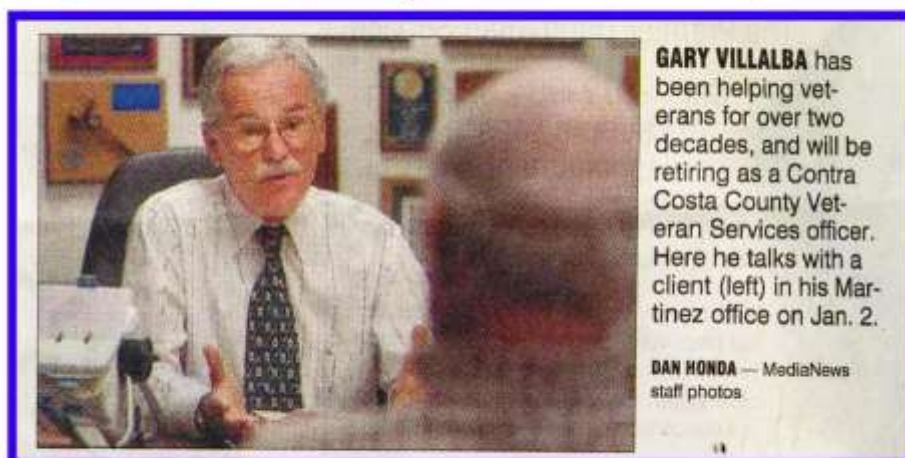 GARY VILLALBA has
been helping vet-
erans for over two
decades, and will be
retiring as a Contra
Costa County Vet-
eran Services officer.
Here he talks with a
client (left) in his Mar-
tinez office on Jan. 2.
DAN HONDA — MediaNews
staff photos